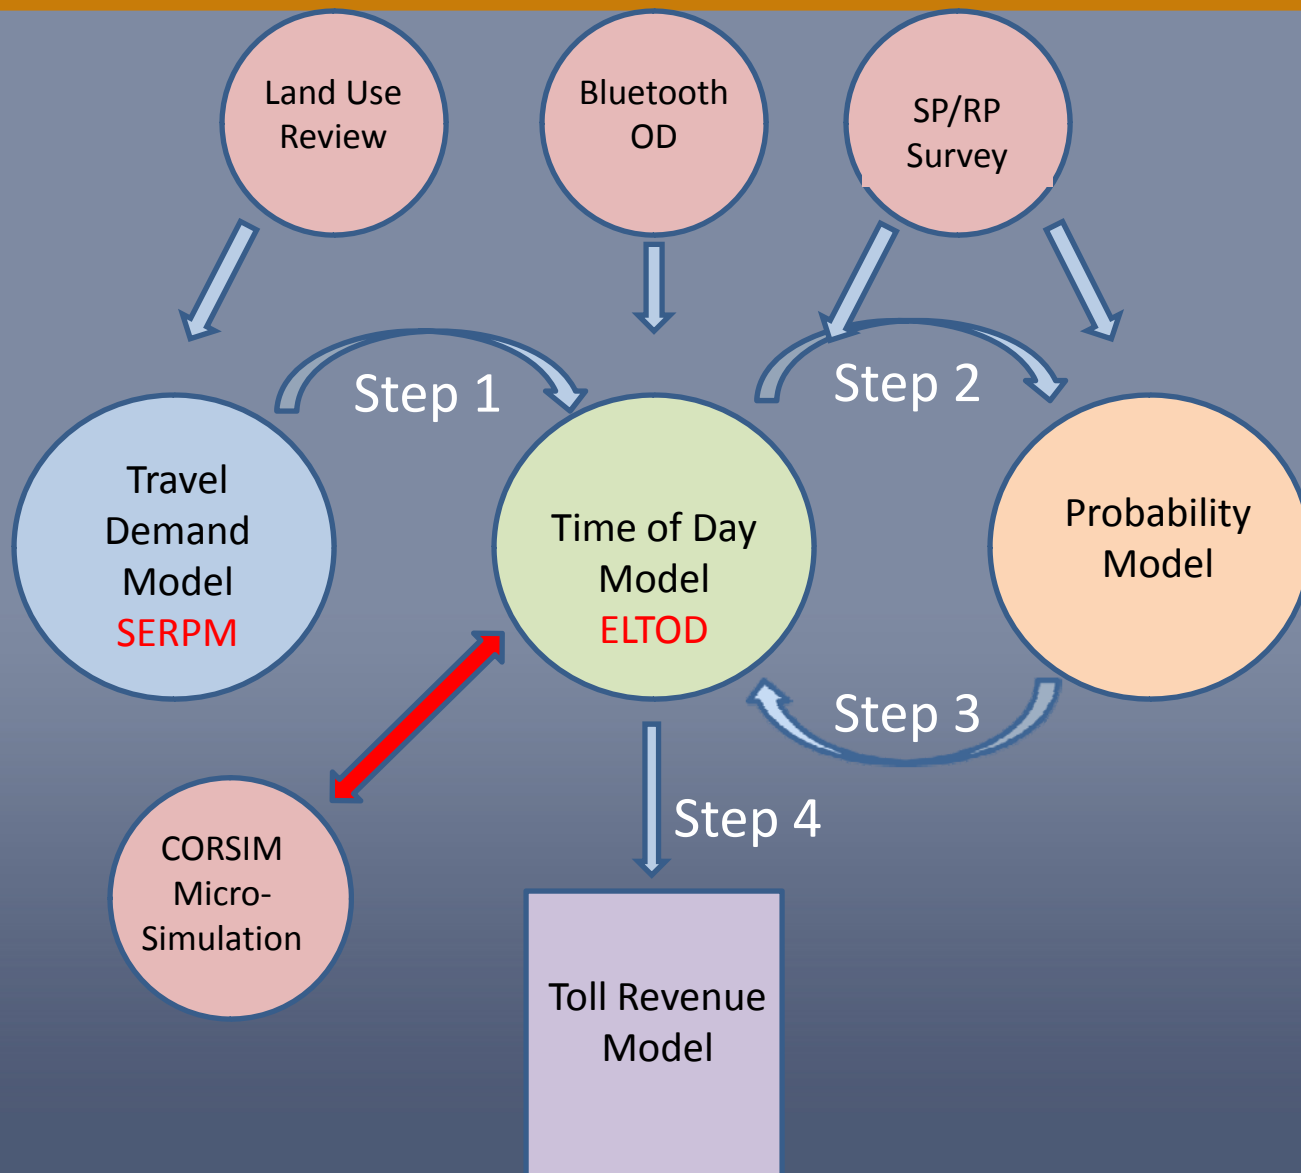 Land Use
Review
Bluetooth
OD
SP/RP
Survey
Step 1
Step 2
Travel
Demand
Model
SERPM
Time of Day
Model
ELTOD
Probability
Model
Step 3
Step 4
CORSIM
Micro-
Simulation
Toll Revenue
Model